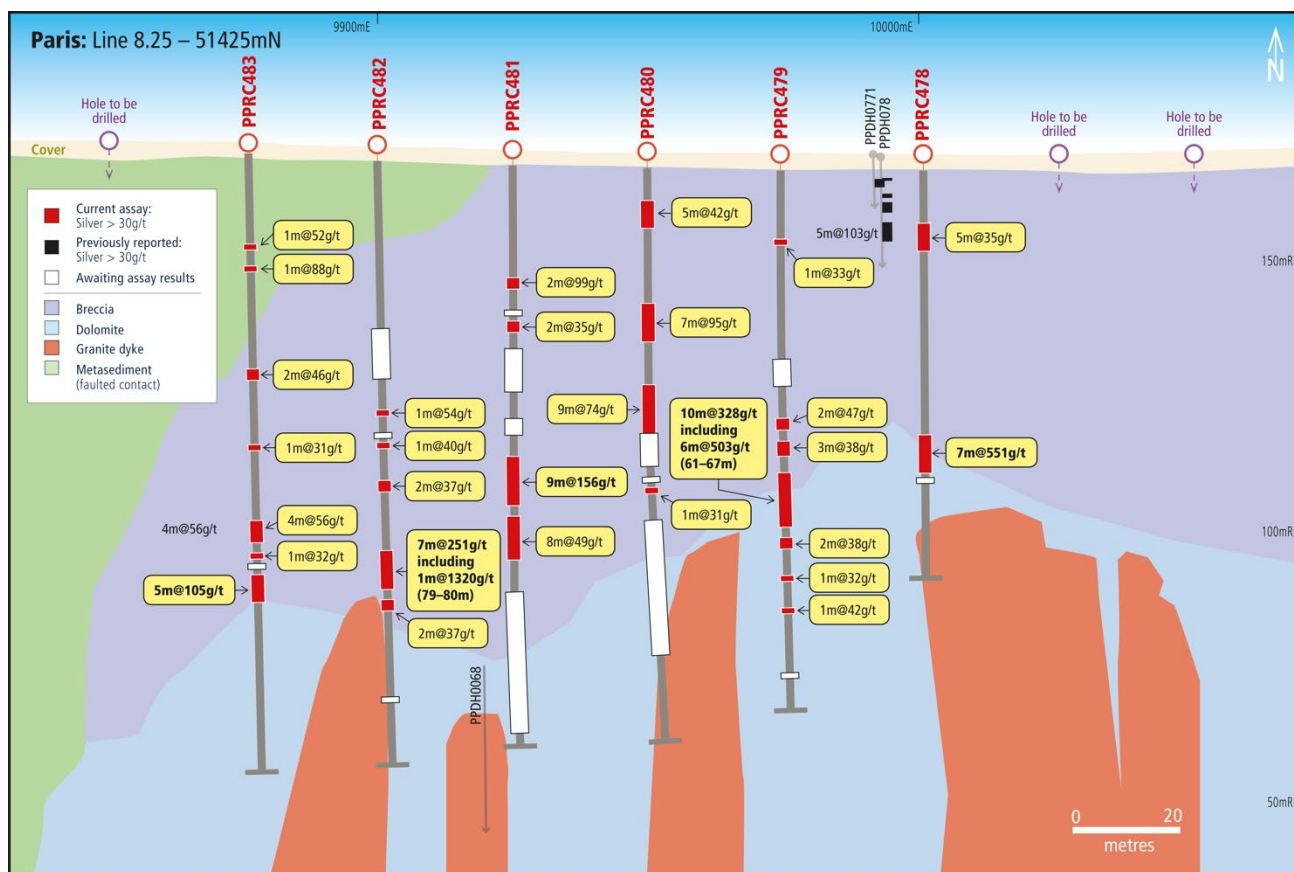 Paris: Line 8.25 – 51425mN
9900mE
10000mE
N
Hole to be
drilled
PPRC483
PPRC482
PPRC481
PPRC480
PPRC479
PPDH0771
PPDH078
PPRC478
Hole to be
drilled
Hole to be
drilled
Cover
Current assay:
Silver > 30g/t
Previously reported:
Silver > 30g/t
Awaiting assay results
Breccia
Dolomite
Granite dyke
Metasediment
(faulted contact)
1m@52g/t
1m@88g/t
2m@46g/t
1m@31g/t
4m@56g/t
4m@56g/t
1m@32g/t
5m@105g/t
1m@54g/t
1m@40g/t
2m@37g/t
7m@251g/t
including
1m@1320g/t
(79–80m)
2m@37g/t
PPDH0068
2m@99g/t
2m@35g/t
9m@156g/t
8m@49g/t
5m@42g/t
7m@95g/t
9m@74g/t
1m@31g/t
1m@33g/t
10m@328g/t
including
6m@503g/t
(61–67m)
2m@47g/t
3m@38g/t
2m@38g/t
1m@32g/t
1m@42g/t
5m@103g/t
5m@35g/t
7m@551g/t
150mR
100mR
50mR
0 20
metres